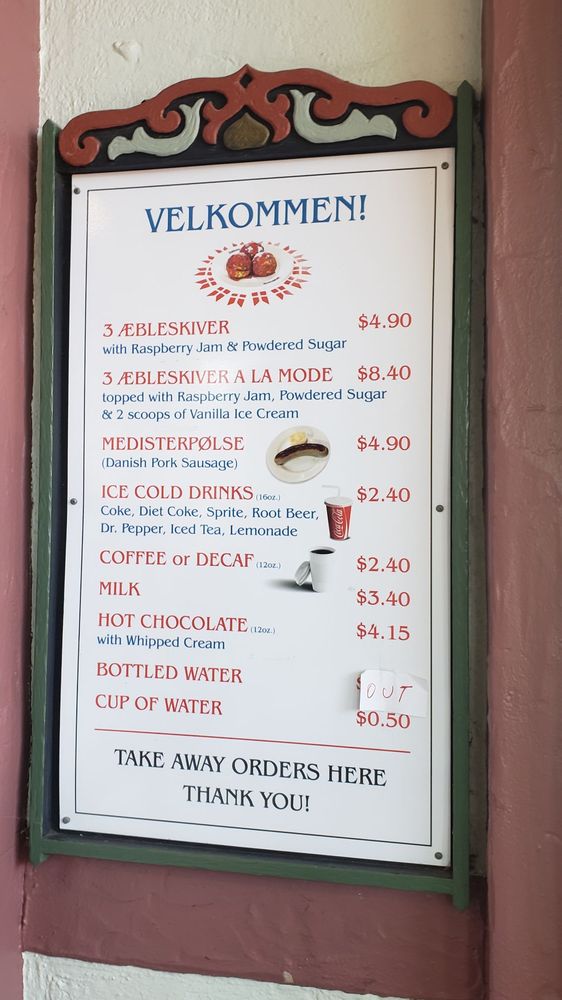 VELKOMMEN!
3 ÆBLESKIVER $4.90
with Raspberry Jam & Powdered Sugar
3 ÆBLESKIVER A LA MODE $8.40
topped with Raspberry Jam, Powdered Sugar
& 2 scoops of Vanilla Ice Cream
MEDISTERPØLSE $4.90
(Danish Pork Sausage)
ICE COLD DRINKS (16oz.) $2.40
Coke, Diet Coke, Sprite, Root Beer,
Dr. Pepper, Iced Tea, Lemonade
Coca-Cola
COFFEE or DECAF (12oz.) $2.40
MILK $3.40
HOT CHOCOLATE (12oz.) $4.15
with Whipped Cream
BOTTLED WATER $ OUT
CUP OF WATER $0.50
TAKE AWAY ORDERS HERE
THANK YOU!